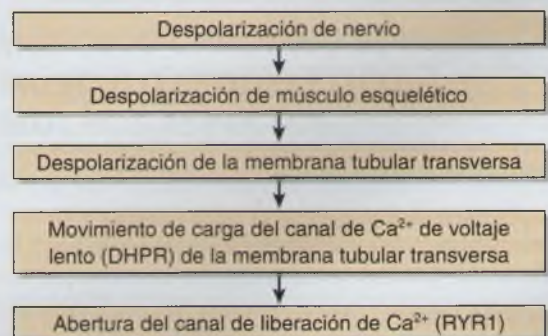 Despolarización de nervio
Despolarización de músculo esquelético
Despolarización de la membrana tubular transversa
Movimiento de carga del canal de Ca²⁺ de voltaje
lento (DHPR) de la membrana tubular transversa
Abertura del canal de liberación de Ca²⁺ (RYR1)